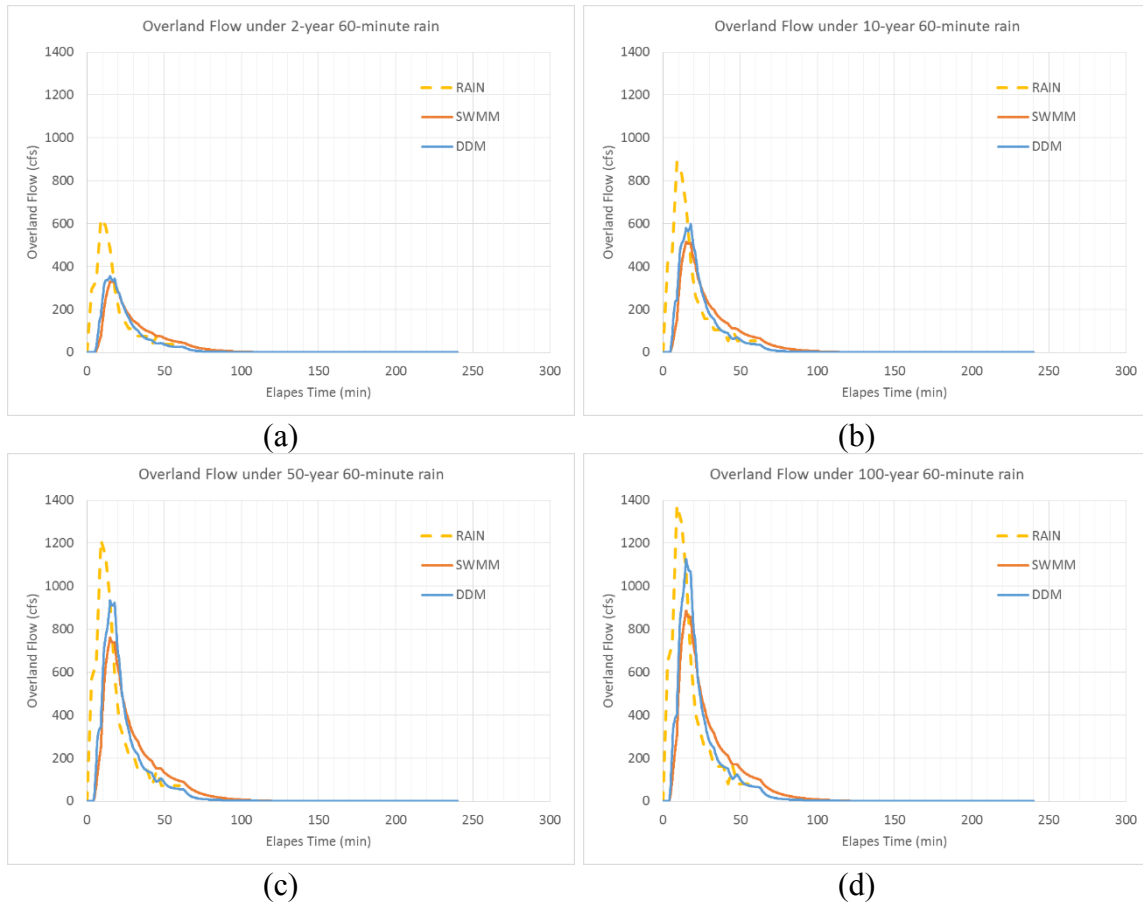 Overland Flow under 2-year 60-minute rain
1400
1200
1000
800
600
400
200
0
Overland Flow (cfs)
RAIN
SWMM
DDM
0 50 100 150 200 250 300
Elapes Time (min)
(a)
Overland Flow under 10-year 60-minute rain
1400
1200
1000
800
600
400
200
0
Overland Flow (cfs)
RAIN
SWMM
DDM
0 50 100 150 200 250 300
Elapes Time (min)
(b)
Overland Flow under 50-year 60-minute rain
1400
1200
1000
800
600
400
200
0
Overland Flow (cfs)
RAIN
SWMM
DDM
0 50 100 150 200 250 300
Elapes Time (min)
(c)
Overland Flow under 100-year 60-minute rain
1400
1200
1000
800
600
400
200
0
Overland Flow (cfs)
RAIN
SWMM
DDM
0 50 100 150 200 250 300
Elapes Time (min)
(d)